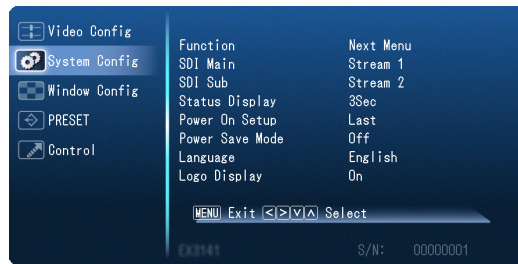 Video Config
System Config
Window Config
PRESET
Control
Function Next Menu
SDI Main Stream 1
SDI Sub Stream 2
Status Display 3Sec
Power On Setup Last
Power Save Mode Off
Language English
Logo Display On
MENU Exit <>∨∧ Select
EX3141 S/N: 00000001